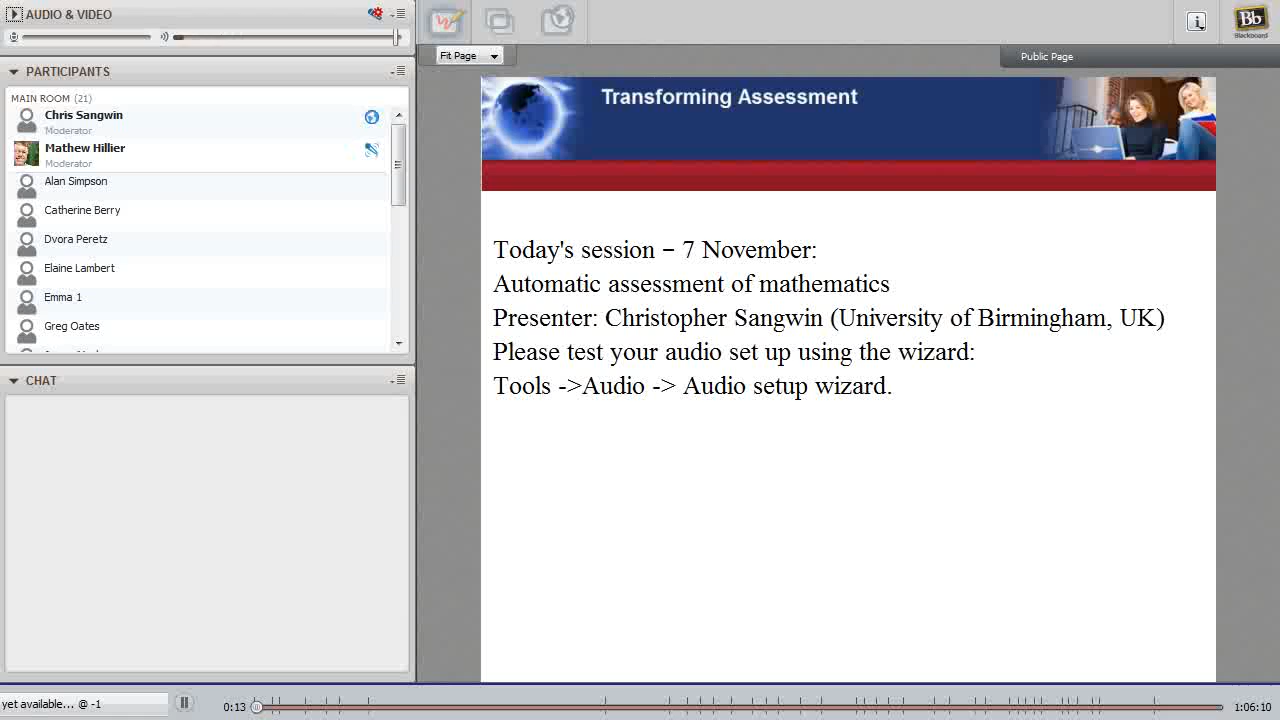 AUDIO & VIDEO
PARTICIPANTS
MAIN ROOM (21)
Chris Sangwin
Moderator
Mathew Hillier
Moderator
Alan Simpson
Catherine Berry
Dvora Peretz
Elaine Lambert
Emma 1
Greg Oates
CHAT
yet available... @ -1
Fit Page
Public Page
Bb
Blackboard
Transforming Assessment
Today's session – 7 November:
Automatic assessment of mathematics
Presenter: Christopher Sangwin (University of Birmingham, UK)
Please test your audio set up using the wizard:
Tools ->Audio -> Audio setup wizard.
0:13
1:06:10